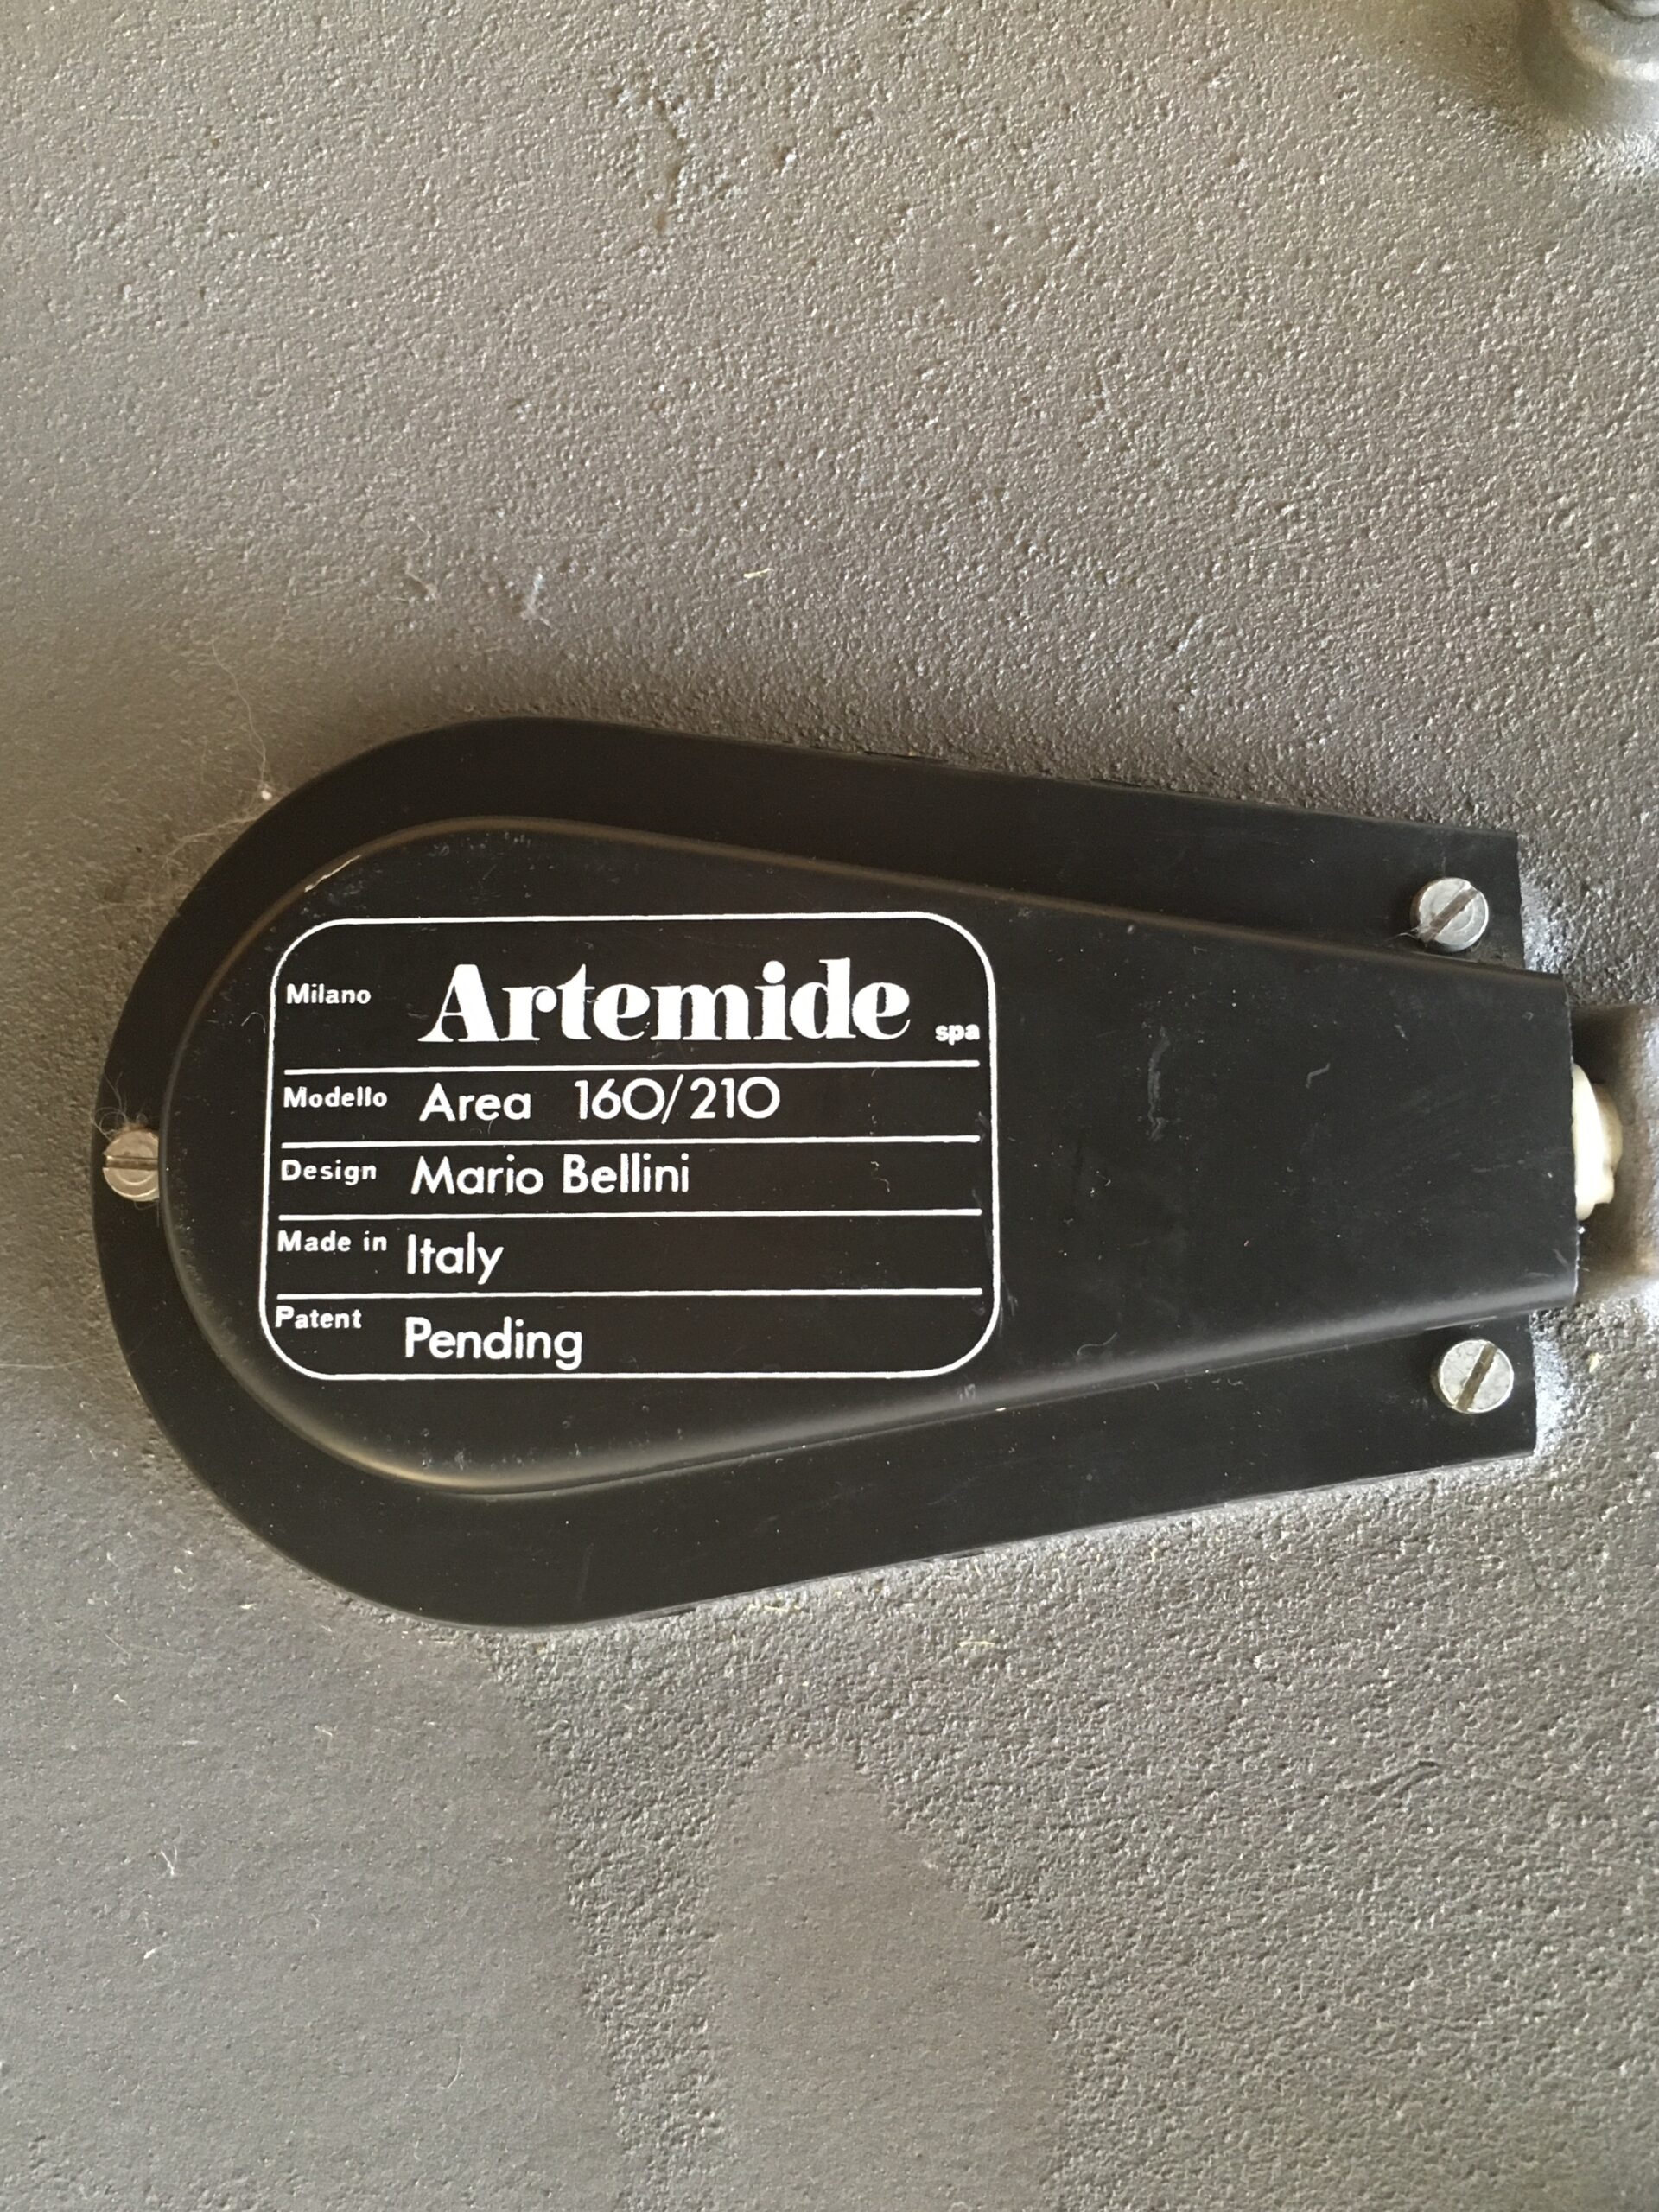 Milano Artemide spa
Modello Area 160/210
Design Mario Bellini
Made in Italy
Patent Pending